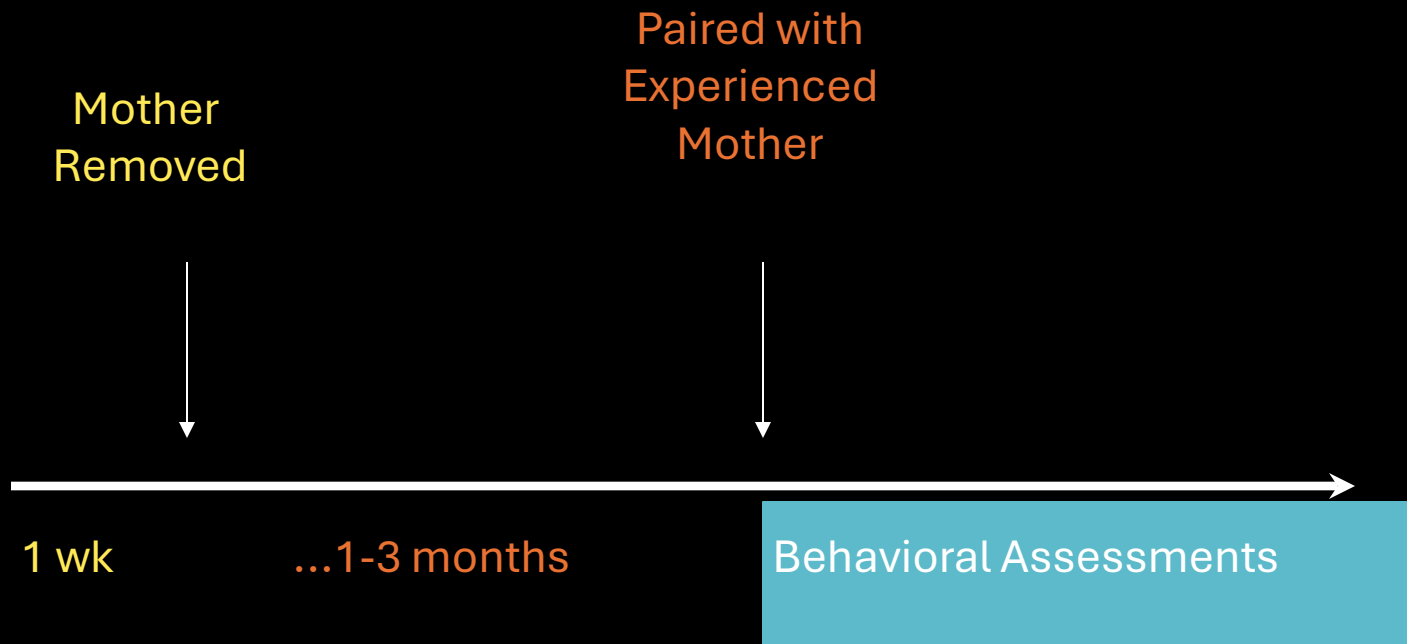 Mother
Removed
Paired with
Experienced
Mother
1 wk
...1-3 months
Behavioral Assessments